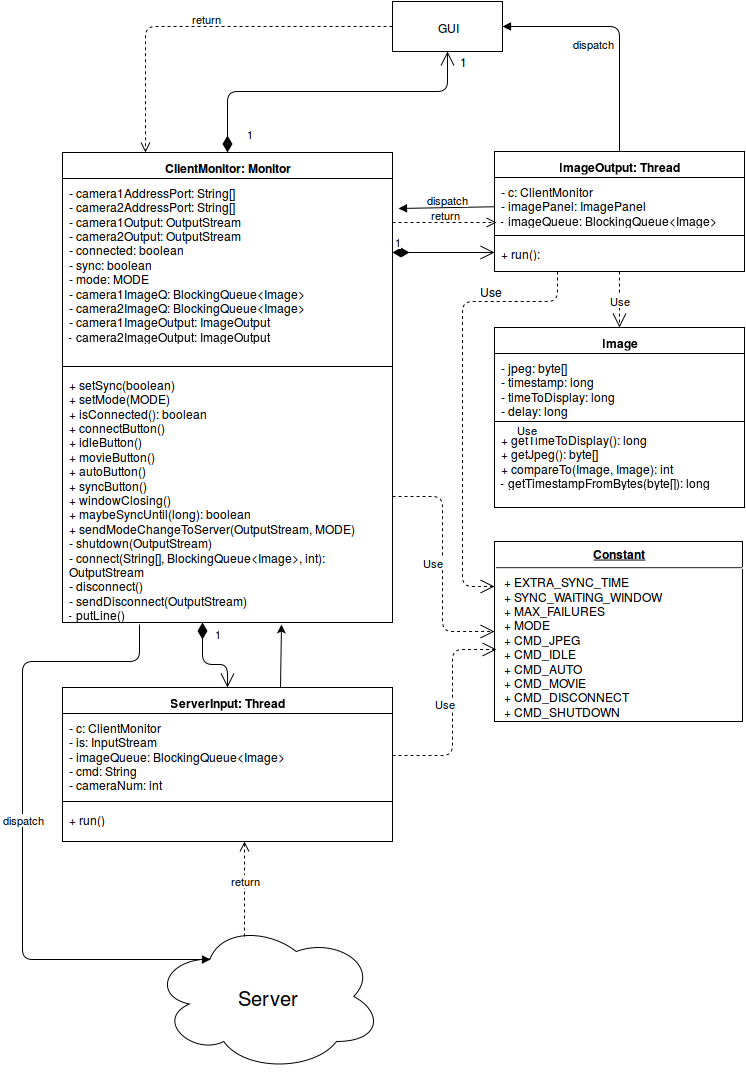 return
GUI
1
dispatch
1
ClientMonitor: Monitor
- camera1AddressPort: String[]
- camera2AddressPort: String[]
- camera1Output: OutputStream
- camera2Output: OutputStream
- connected: boolean
- sync: boolean
- mode: MODE
- camera1ImageQ: BlockingQueue<Image>
- camera2ImageQ: BlockingQueue<Image>
- camera1ImageOutput: ImageOutput
- camera2ImageOutput: ImageOutput
+ setSync(boolean)
+ setMode(MODE)
+ isConnected(): boolean
+ connectButton()
+ idleButton()
+ movieButton()
+ autoButton()
+ syncButton()
+ windowClosing()
+ maybeSyncUntil(long): boolean
+ sendModeChangeToServer(OutputStream, MODE)
- shutdown(OutputStream)
- connect(String[], BlockingQueue<Image>, int):
OutputStream
- disconnect()
- sendDisconnect(OutputStream)
- putLine()
dispatch
return
1
ImageOutput: Thread
- c: ClientMonitor
- imagePanel: ImagePanel
- imageQueue: BlockingQueue<Image>
+ run():
Use
Use
Image
- jpeg: byte[]
- timestamp: long
- timeToDisplay: long
- delay: long
Use
+ getTimeToDisplay(): long
+ getJpeg(): byte[]
+ compareTo(Image, Image): int
- getTimestampFromBytes(byte[]): long
Use
Constant
+ EXTRA_SYNC_TIME
+ SYNC_WAITING_WINDOW
+ MAX_FAILURES
+ MODE
+ CMD_JPEG
+ CMD_IDLE
+ CMD_AUTO
+ CMD_MOVIE
+ CMD_DISCONNECT
+ CMD_SHUTDOWN
1
ServerInput: Thread
- c: ClientMonitor
- is: InputStream
- imageQueue: BlockingQueue<Image>
- cmd: String
- cameraNum: int
+ run()
Use
dispatch
return
Server